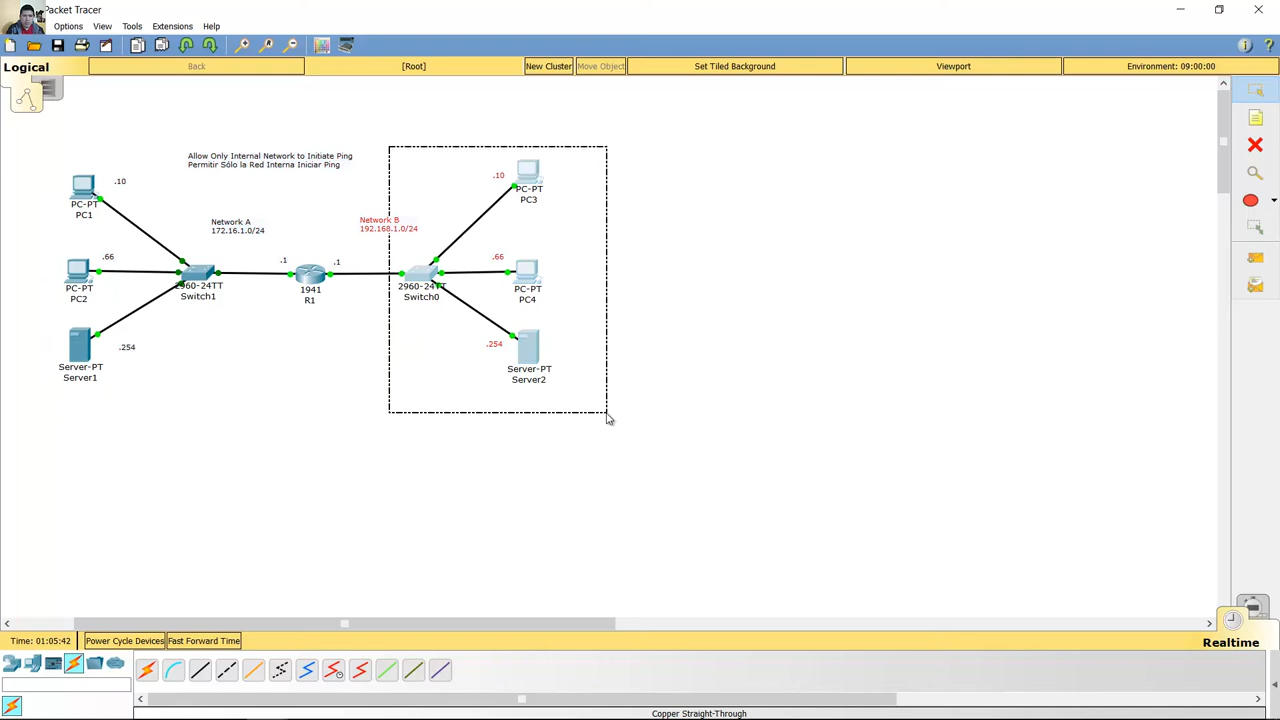 Packet Tracer
Options View Tools Extensions Help
Logical
Back
[Root]
New Cluster
Move Object
Set Tiled Background
Viewport
Environment: 09:00:00
Allow Only Internal Network to Initiate Ping
Permitir Sólo la Red Interna Iniciar Ping
.10
PC-PT
PC1
.10
PC-PT
PC3
Network A
172.16.1.0/24
Network B
192.168.1.0/24
.66
PC-PT
PC2
2960-24TT
Switch1
.1
.1
1941
R1
2960-24TT
Switch0
.66
PC-PT
PC4
.254
Server-PT
Server1
.254
Server-PT
Server2
Time: 01:05:42
Power Cycle Devices
Fast Forward Time
Realtime
Copper Straight-Through